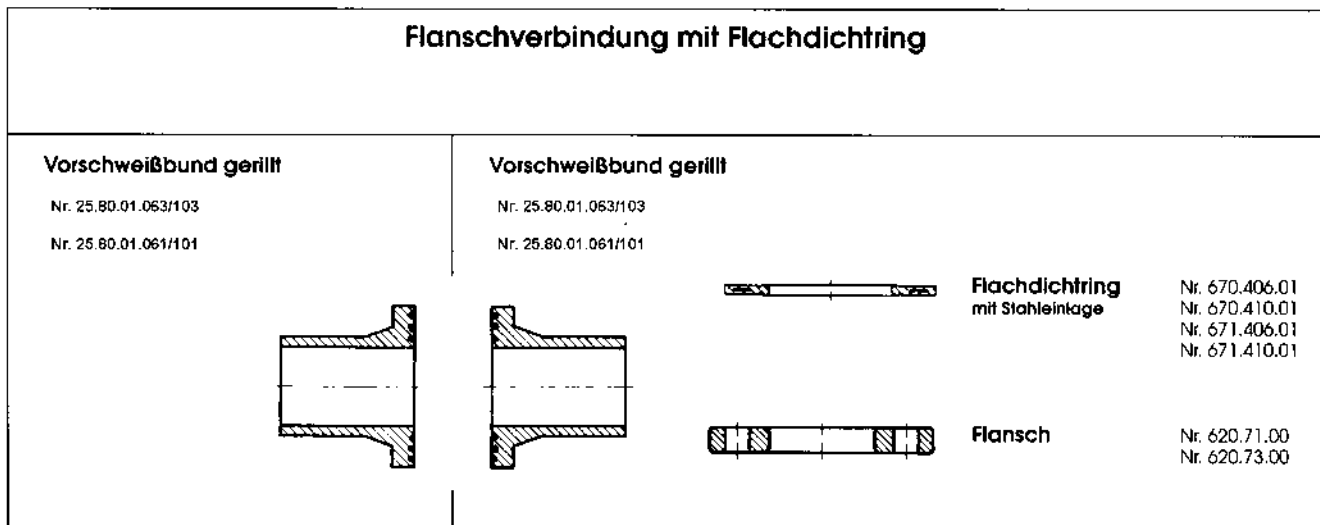 Flanschverbindung mit Flachdichtring
Vorschweißbund gerillt
Nr. 25.80.01.063/103
Nr. 25.80.01.061/101
Vorschweißbund gerillt
Nr. 25.80.01.063/103
Nr. 25.80.01.061/101
Flachdichtring
mit Stahleinlage
Nr. 670.406.01
Nr. 670.410.01
Nr. 671.406.01
Nr. 671.410.01
Flansch
Nr. 620.71.00
Nr. 620.73.00